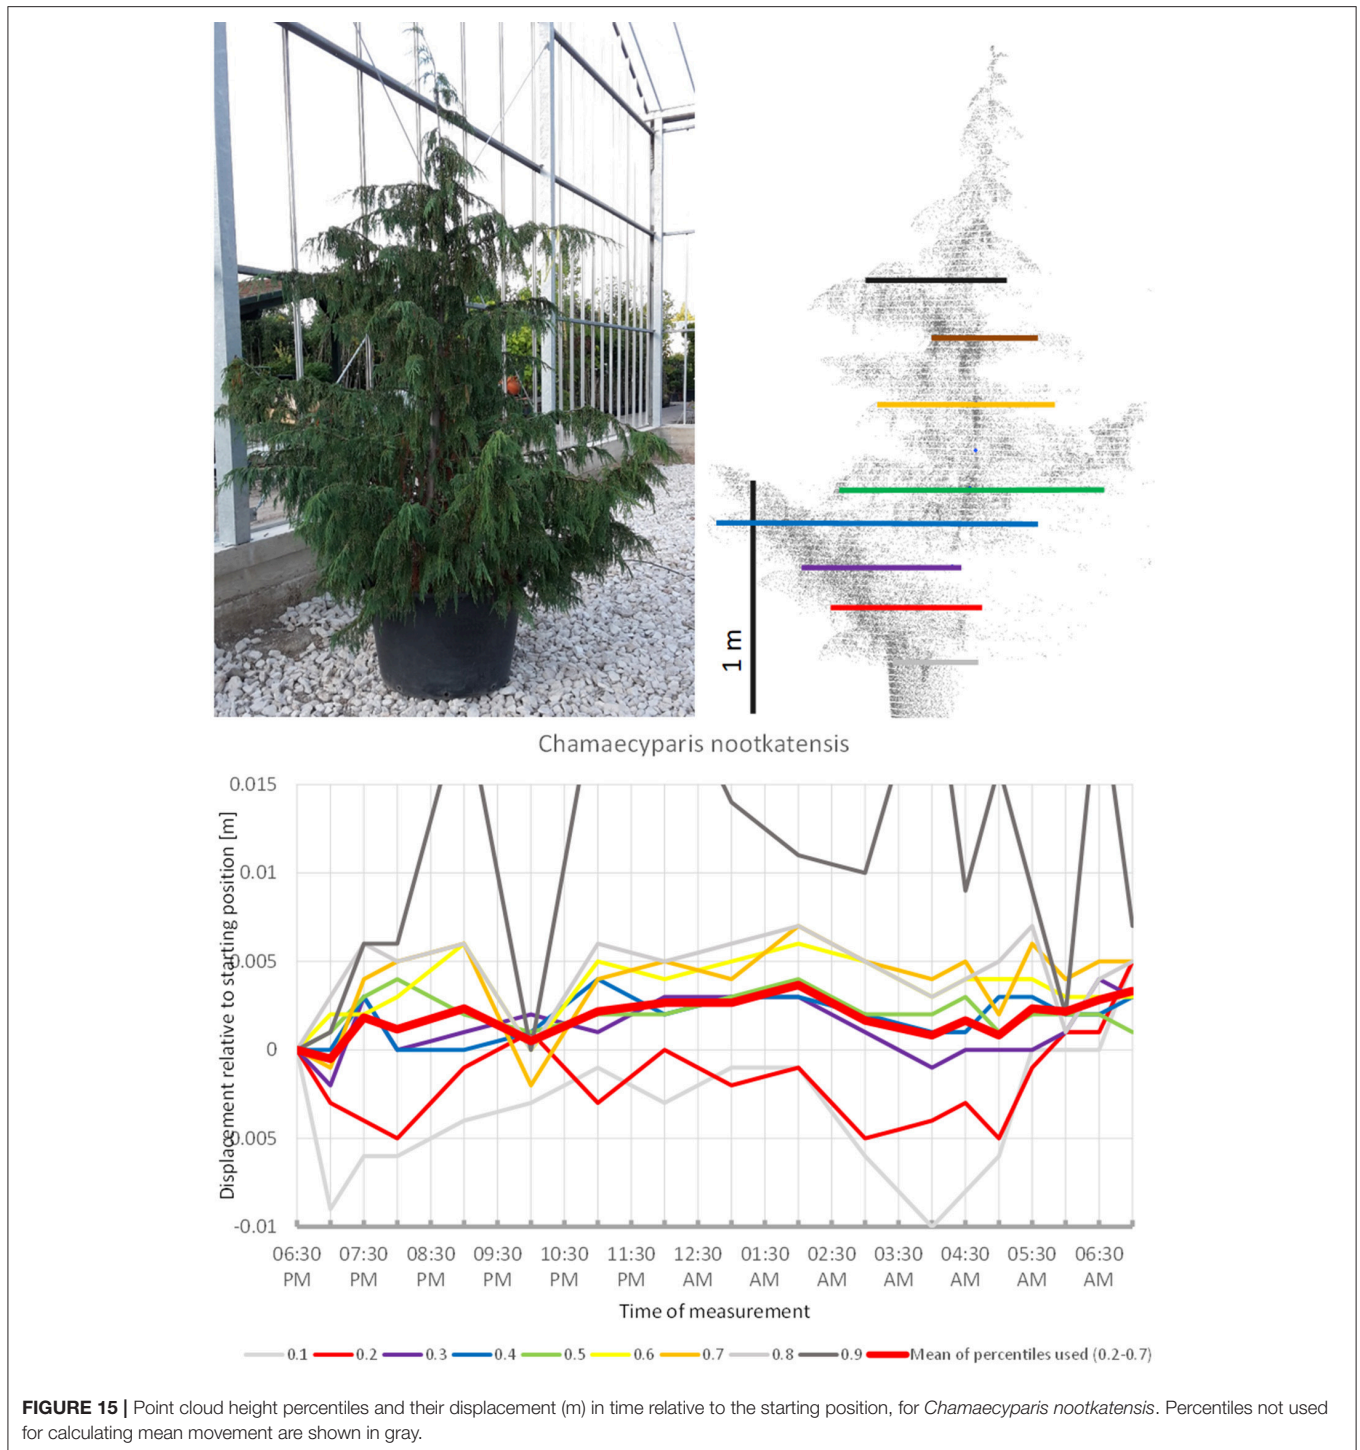 1 m
Chamaecyparis nootkatensis
Displacement relative to starting position [m]
0.015
0.01
0.005
0
-0.005
-0.01
06:30 07:30 08:30 09:30 10:30 11:30 12:30 01:30 02:30 03:30 04:30 05:30 06:30
PM PM PM PM PM PM AM AM AM AM AM AM AM
Time of measurement
0.1 0.2 0.3 0.4 0.5 0.6 0.7 0.8 0.9 Mean of percentiles used (0.2-0.7)
FIGURE 15 | Point cloud height percentiles and their displacement (m) in time relative to the starting position, for Chamaecyparis nootkatensis. Percentiles not used
for calculating mean movement are shown in gray.